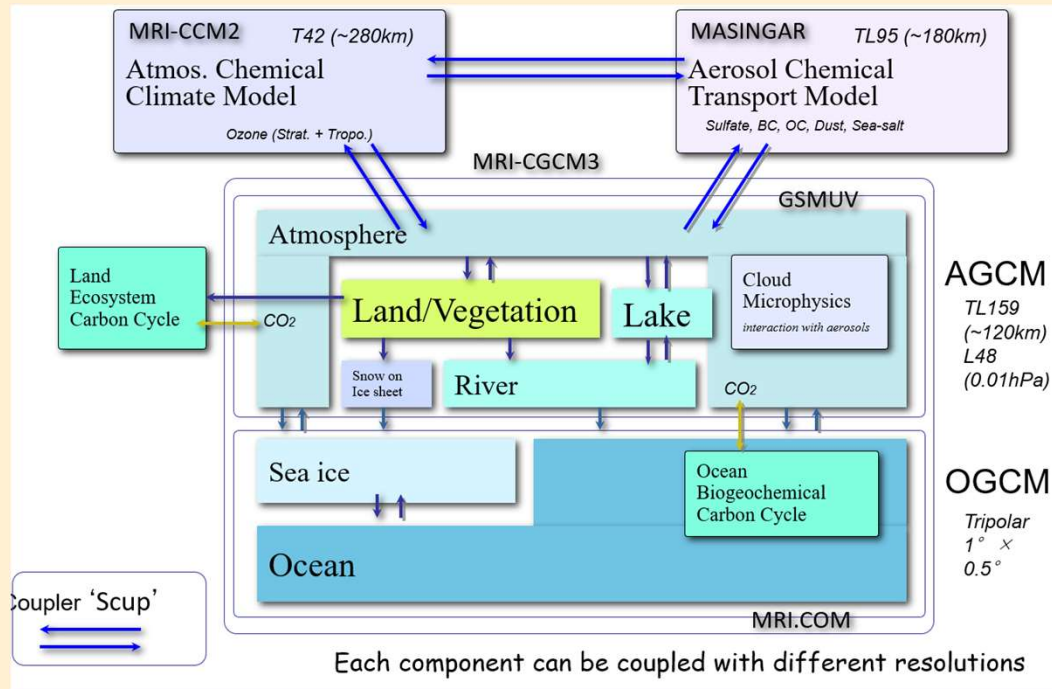 MRI-CCM2
T42 (~280km)
Atmos. Chemical
Climate Model
Ozone (Strat. + Tropo.)
MASINGAR
TL95 (~180km)
Aerosol Chemical
Transport Model
Sulfate, BC, OC, Dust, Sea-salt
MRI-CGCM3
GSMUV
Atmosphere
Land
Ecosystem
Carbon Cycle
CO2
Land/Vegetation
Lake
Cloud
Microphysics
interaction with aerosols
Snow on
Ice sheet
River
CO2
AGCM
TL159
(~120km)
L48
(0.01hPa)
Sea ice
Ocean
Biogeochemical
Carbon Cycle
Ocean
OGCM
Tripolar
1° ×
0.5°
MRI.COM
Coupler ‘Scup’
Each component can be coupled with different resolutions